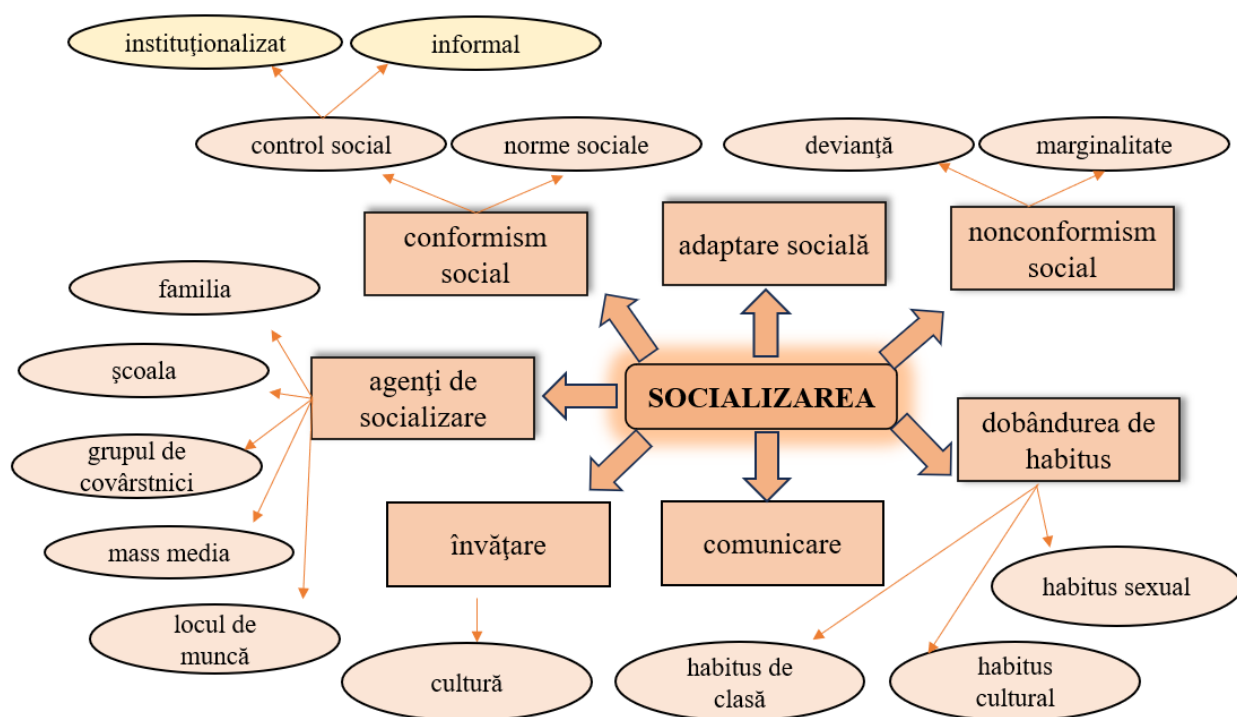 instituţionalizat
informal
control social
norme sociale
devianţă
marginalitate
conformism
social
adaptare socială
nonconformism
social
familia
şcoala
agenţi de
socializare
SOCIALIZAREA
dobândurea de
habitus
grupul de
covârstnici
învăţare
comunicare
mass media
habitus sexual
locul de
muncă
cultură
habitus de
clasă
habitus
cultural